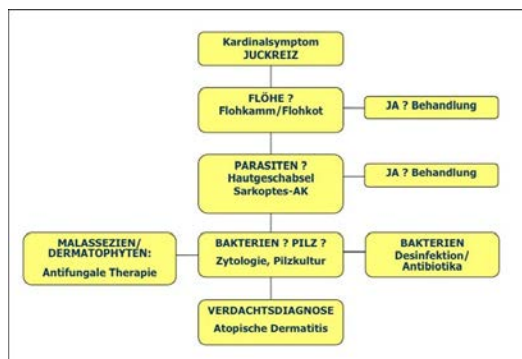 Kardinalsymptom
JUCKREIZ
FLÖHE ?
Flohkamm/Flohkot
JA ? Behandlung
PARASITEN ?
Hautgeschabsel
Sarkoptes-AK
JA ? Behandlung
MALASSEZIEN/
DERMATOPHYTEN:
Antifungale Therapie
BAKTERIEN ? PILZ ?
Zytologie, Pilzkultur
BAKTERIEN
Desinfektion/
Antibiotika
VERDACHTSDIAGNOSE
Atopische Dermatitis